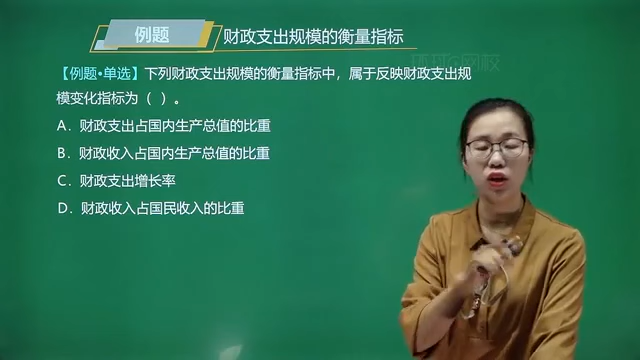 例题
财政支出规模的衡量指标
环球网校
【例题•单选】下列财政支出规模的衡量指标中，属于反映财政支出规
模变化指标为（ ）。
A．财政支出占国内生产总值的比重
B．财政收入占国内生产总值的比重
C．财政支出增长率
D．财政收入占国民收入的比重